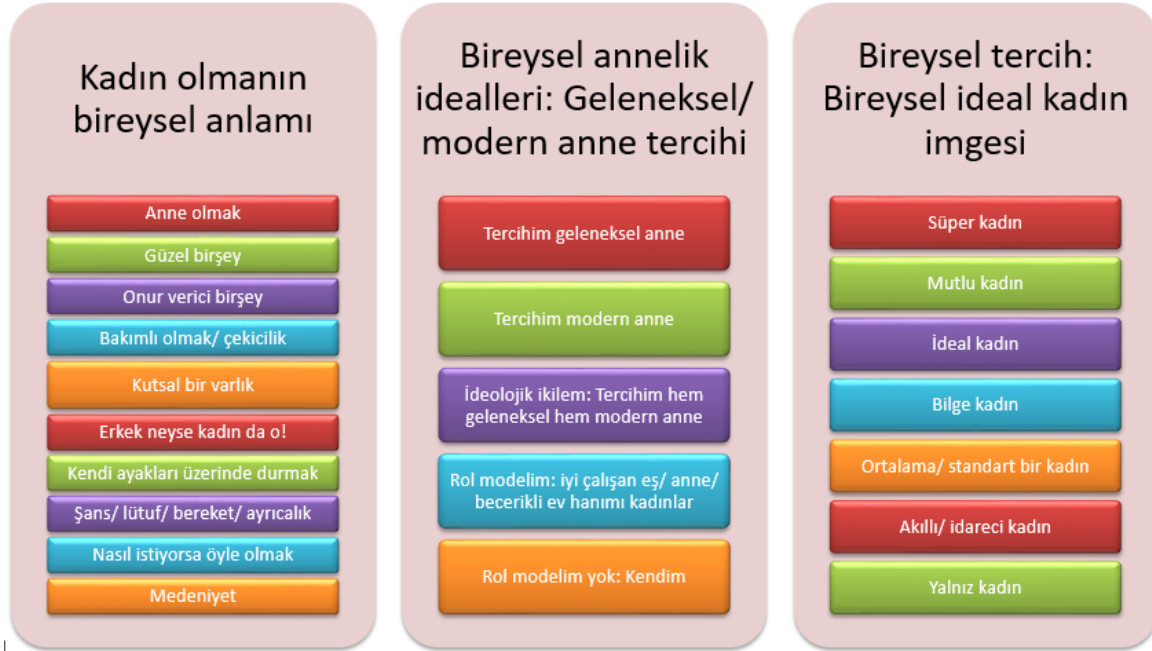 Kadın olmanın
bireysel anlamı
Anne olmak
Güzel birşey
Onur verici birşey
Bakımlı olmak/ çekicilik
Kutsal bir varlık
Erkek neyse kadın da o!
Kendi ayakları üzerinde durmak
Şans/ lütuf/ bereket/ ayrıcalık
Nasıl istiyorsa öyle olmak
Medeniyet
Bireysel annelik
idealleri: Geleneksel/
modern anne tercihi
Tercihim geleneksel anne
Tercihim modern anne
İdeolojik ikilem: Tercihim hem
geleneksel hem modern anne
Rol modelim: iyi çalışan eş/ anne/
becerikli ev hanımı kadınlar
Rol modelim yok: Kendim
Bireysel tercih:
Bireysel ideal kadın
imgesi
Süper kadın
Mutlu kadın
İdeal kadın
Bilge kadın
Ortalama/ standart bir kadın
Akıllı/ idareci kadın
Yalnız kadın